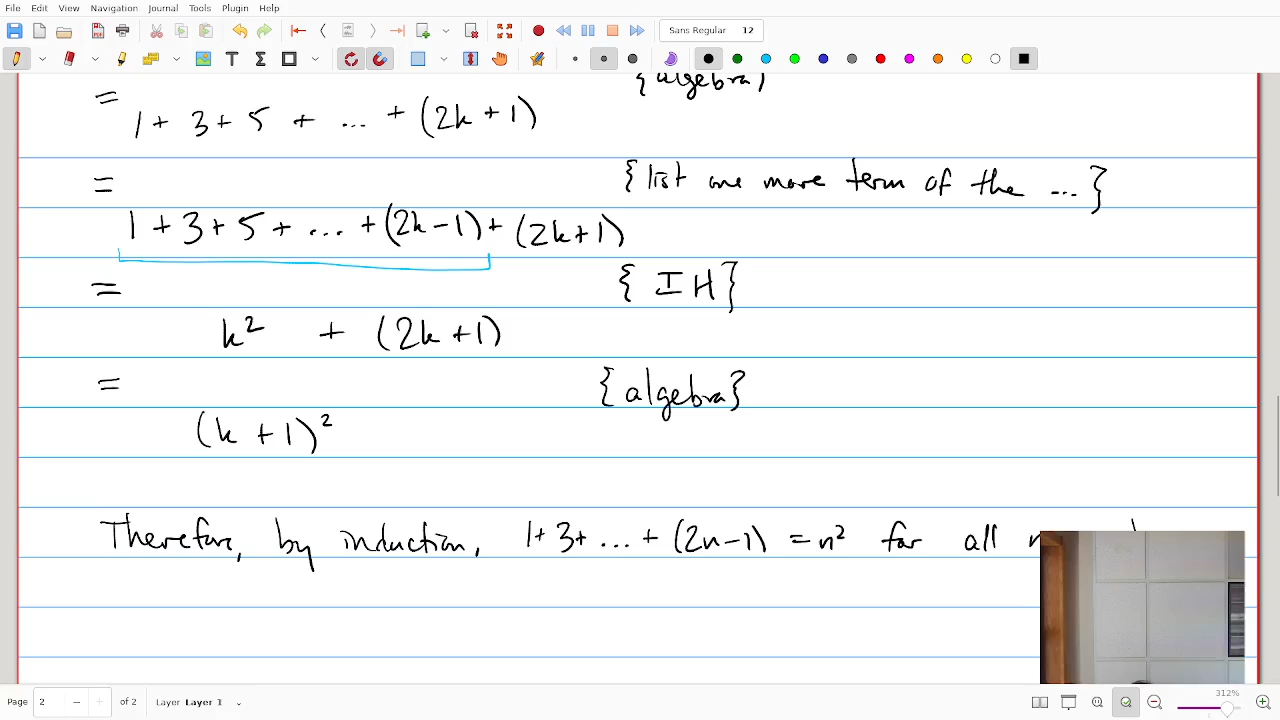 File Edit View Navigation Journal Tools Plugin Help
Sans Regular 12
= {algebra}
1 + 3 + 5 + ... + (2k + 1)
= {list one more term of the ...}
1 + 3 + 5 + ... + (2k - 1) + (2k + 1)
= {IH}
k² + (2k + 1)
= {algebra}
(k + 1)²
Therefore, by induction, 1 + 3 + ... + (2n - 1) = n² for all
Page 2 of 2 Layer Layer 1 312%